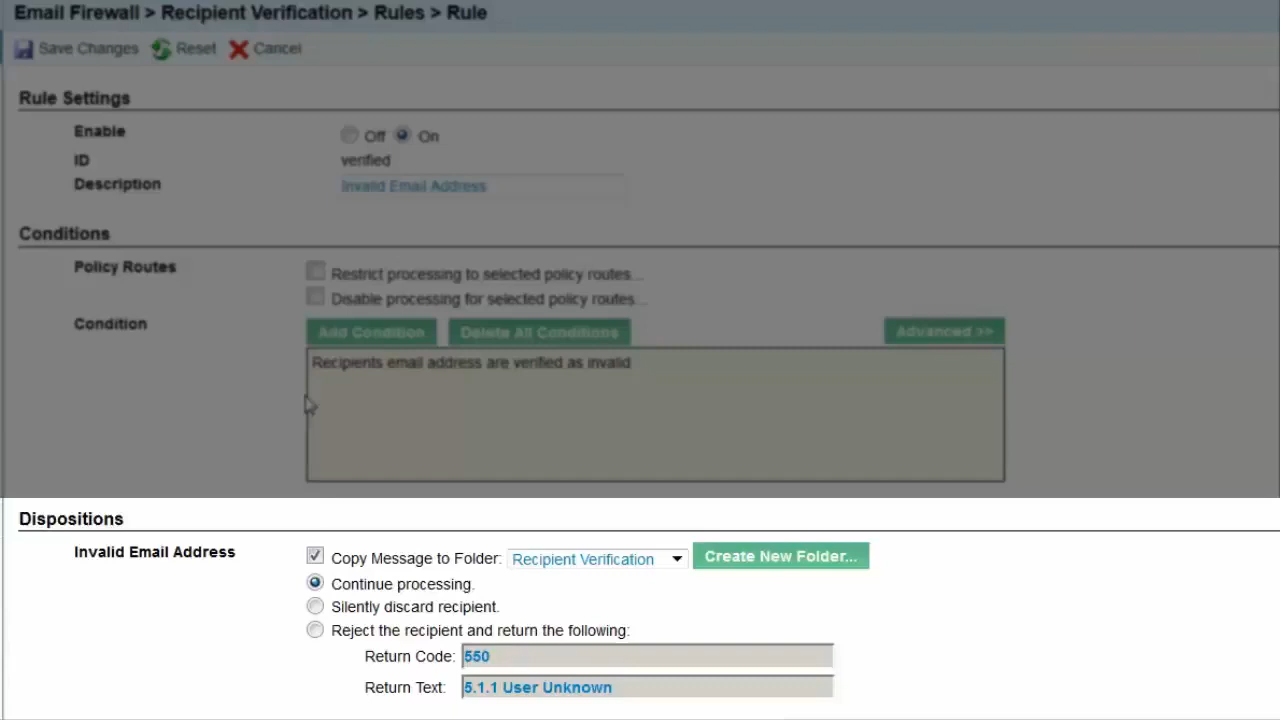 Email Firewall > Recipient Verification > Rules > Rule
Save Changes Reset Cancel
Rule Settings
Enable Off On
ID verified
Description Invalid Email Address
Conditions
Policy Routes Restrict processing to selected policy routes...
Disable processing for selected policy routes...
Condition Add Condition Delete All Conditions Advanced >>
Recipients email address are verified as invalid
Dispositions
Invalid Email Address Copy Message to Folder: Recipient Verification Create New Folder...
Continue processing.
Silently discard recipient.
Reject the recipient and return the following:
Return Code: 550
Return Text: 5.1.1 User Unknown